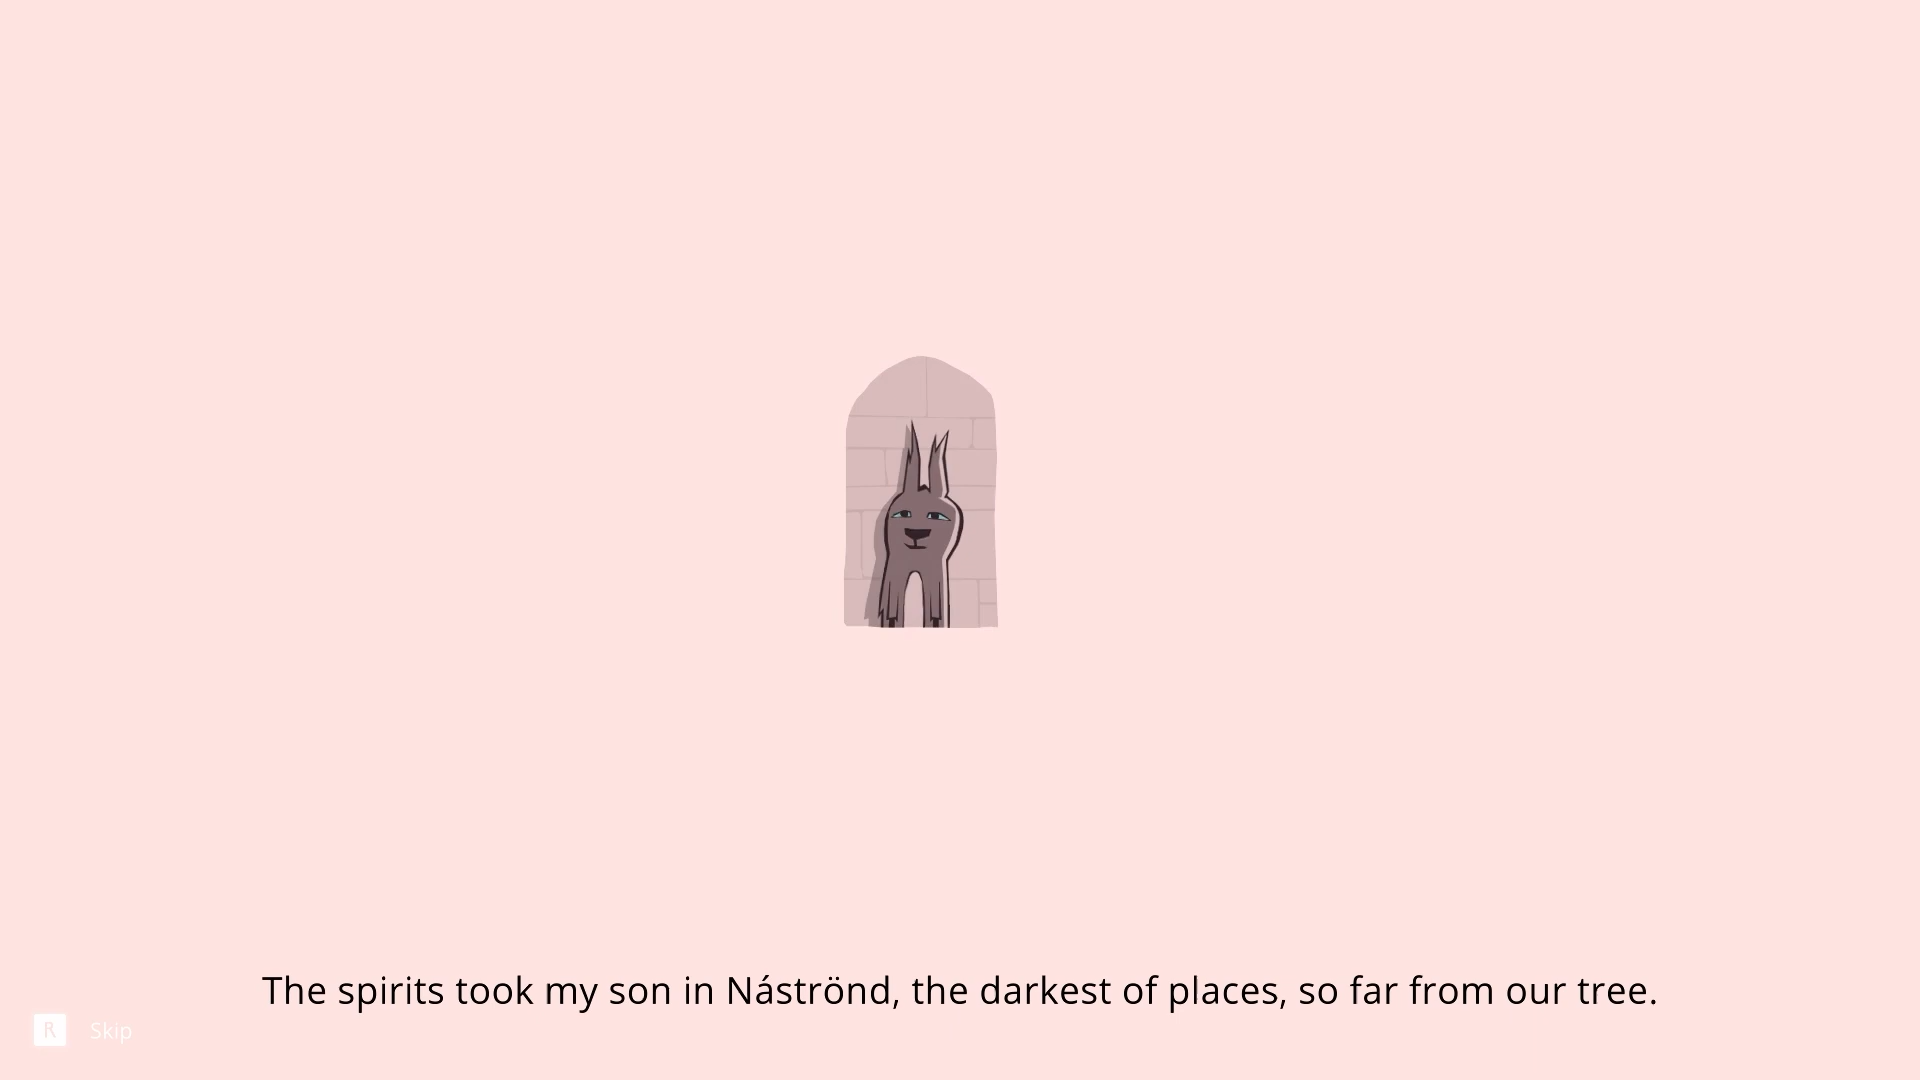 The spirits took my son in Náströnd, the darkest of places, so far from our tree.
R Skip